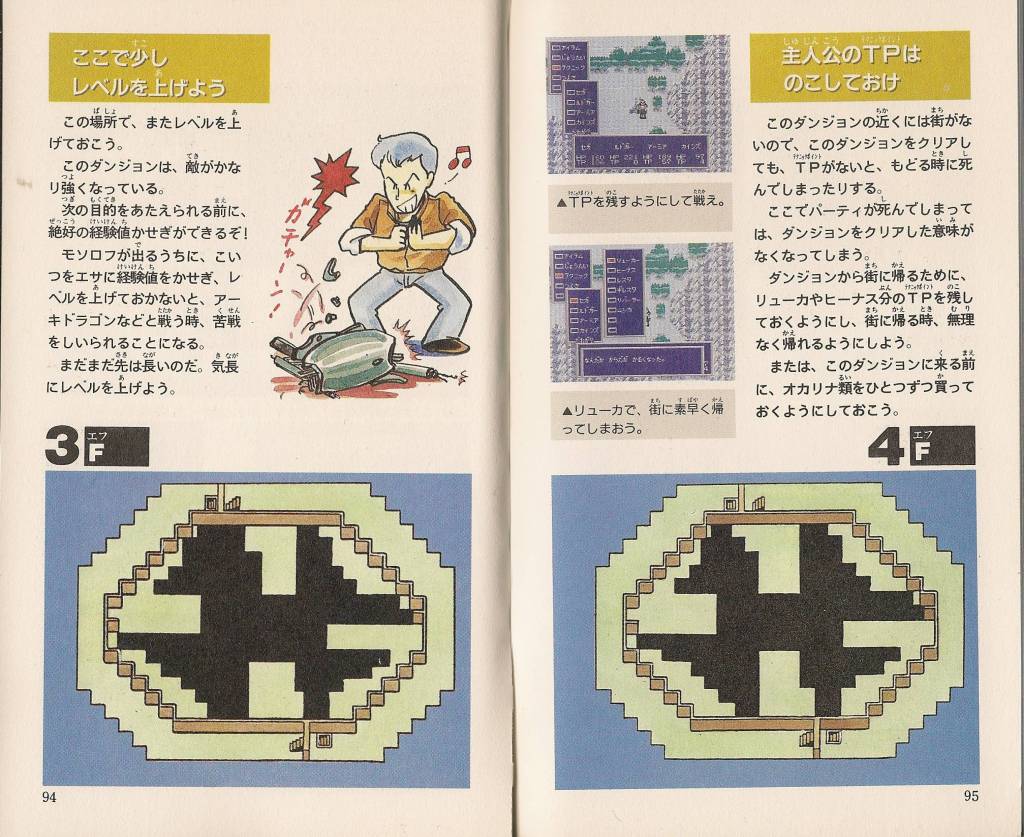 ここで少し
レベルを上げよう
この場所で、またレベルを上
げておこう。
このダンジョンは、敵がかな
り強くなっている。
次の目的をあたえられる前に、
絶好の経験値かせぎができるぞ!
モソロフが出るうちに、こい
つをエサに経験値をかせぎ、レ
ベルを上げておかないと、アー
キドラゴンなどと戦う時、苦戦
をしいられることになる。
まだまだ先は長いのだ。気長
にレベルを上げよう。
ガチャーン!
3F
エフ
94
▲TPを残すようにして戦え。
▲リューカで、街に素早く帰
ってしまおう。
主人公のTPは
のこしておけ
このダンジョンの近くには街がな
いので、このダンジョンをクリアし
ても、TPがないと、もどる時に死
んでしまったりする。
ここでパーティが死んでしまって
は、ダンジョンをクリアした意味が
なくなってしまう。
ダンジョンから街に帰るために、
リューカやヒーナス分のTPを残し
ておくようにし、街に帰る時、無理
なく帰れるようにしよう。
または、このダンジョンに来る前
に、オカリナ類をひとつずつ買って
おくようにしておこう。
4F
エフ
95